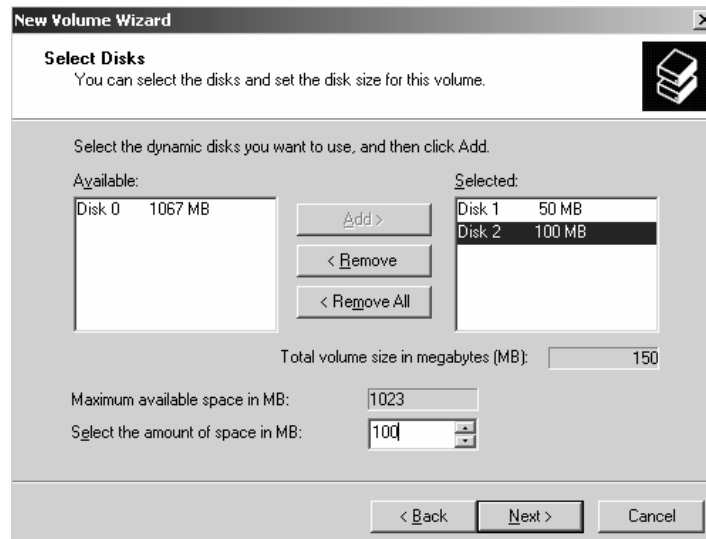 New Volume Wizard
Select Disks
You can select the disks and set the disk size for this volume.
Select the dynamic disks you want to use, and then click Add.
Available:
Selected:
Disk 0 1067 MB
Add >
Disk 1 50 MB
Disk 2 100 MB
< Remove
< Remove All
Total volume size in megabytes (MB): 150
Maximum available space in MB: 1023
Select the amount of space in MB: 100
< Back Next > Cancel